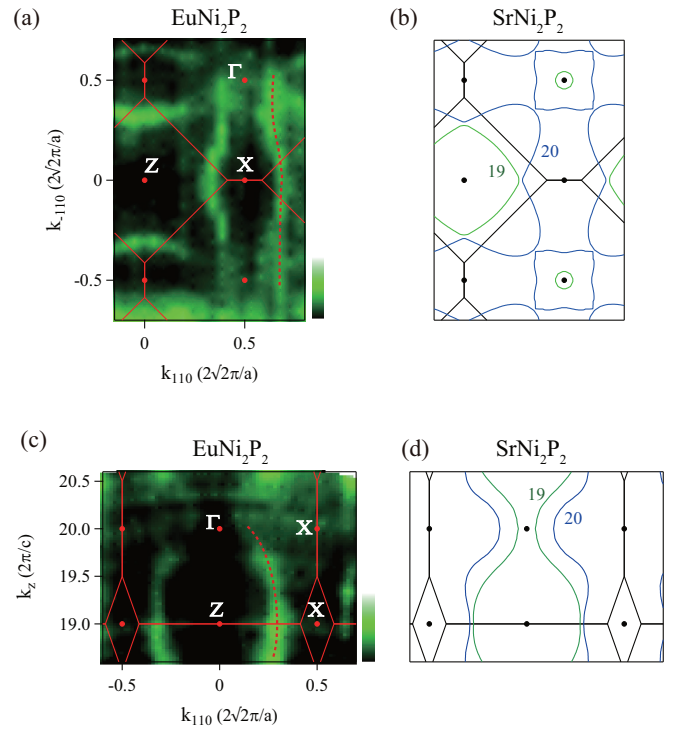 (a) EuNi₂P₂ (b) SrNi₂P₂
0.5
0
-0.5
k₋₁₁₀ (2√2π/a)
Γ
Z X
0 0.5
k₁₁₀ (2√2π/a)
19 20
(c) EuNi₂P₂ (d) SrNi₂P₂
20.5
20.0
19.5
19.0
k_z (2π/c)
Γ X
Z X
-0.5 0 0.5
k₁₁₀ (2√2π/a)
19 20